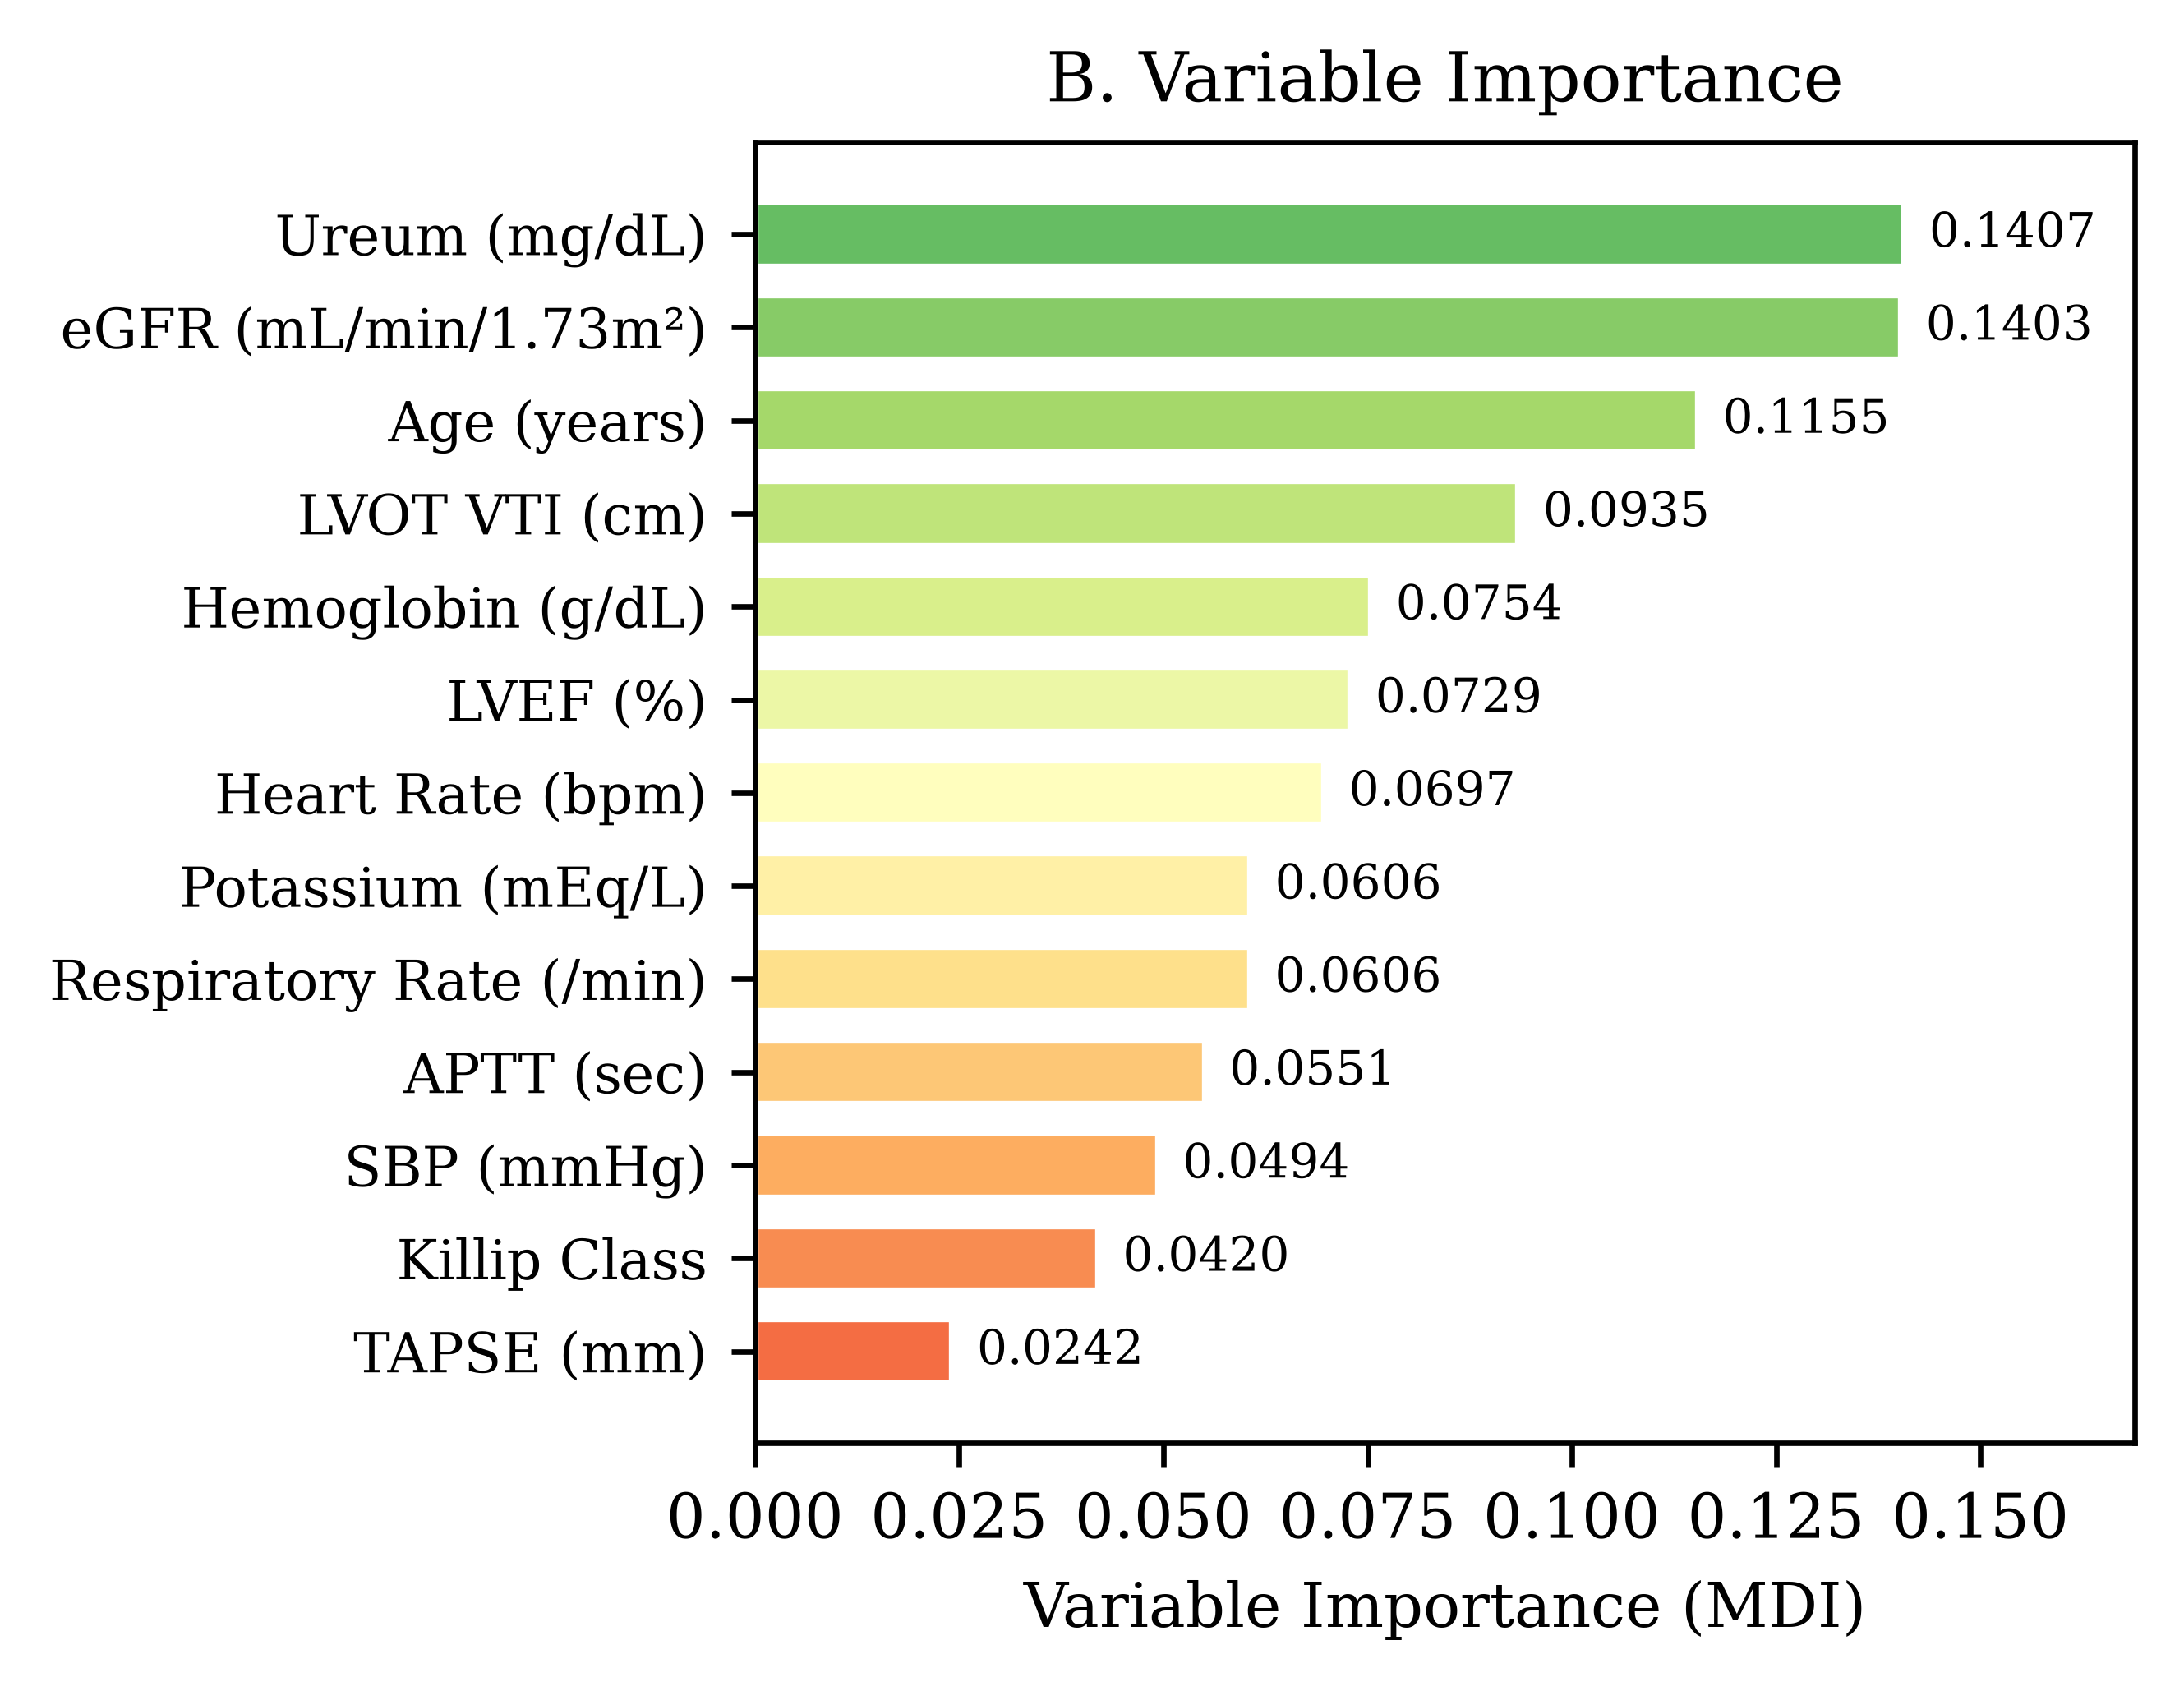 B. Variable Importance
Ureum (mg/dL) 0.1407
eGFR (mL/min/1.73m²) 0.1403
Age (years) 0.1155
LVOT VTI (cm) 0.0935
Hemoglobin (g/dL) 0.0754
LVEF (%) 0.0729
Heart Rate (bpm) 0.0697
Potassium (mEq/L) 0.0606
Respiratory Rate (/min) 0.0606
APTT (sec) 0.0551
SBP (mmHg) 0.0494
Killip Class 0.0420
TAPSE (mm) 0.0242
0.000 0.025 0.050 0.075 0.100 0.125 0.150
Variable Importance (MDI)